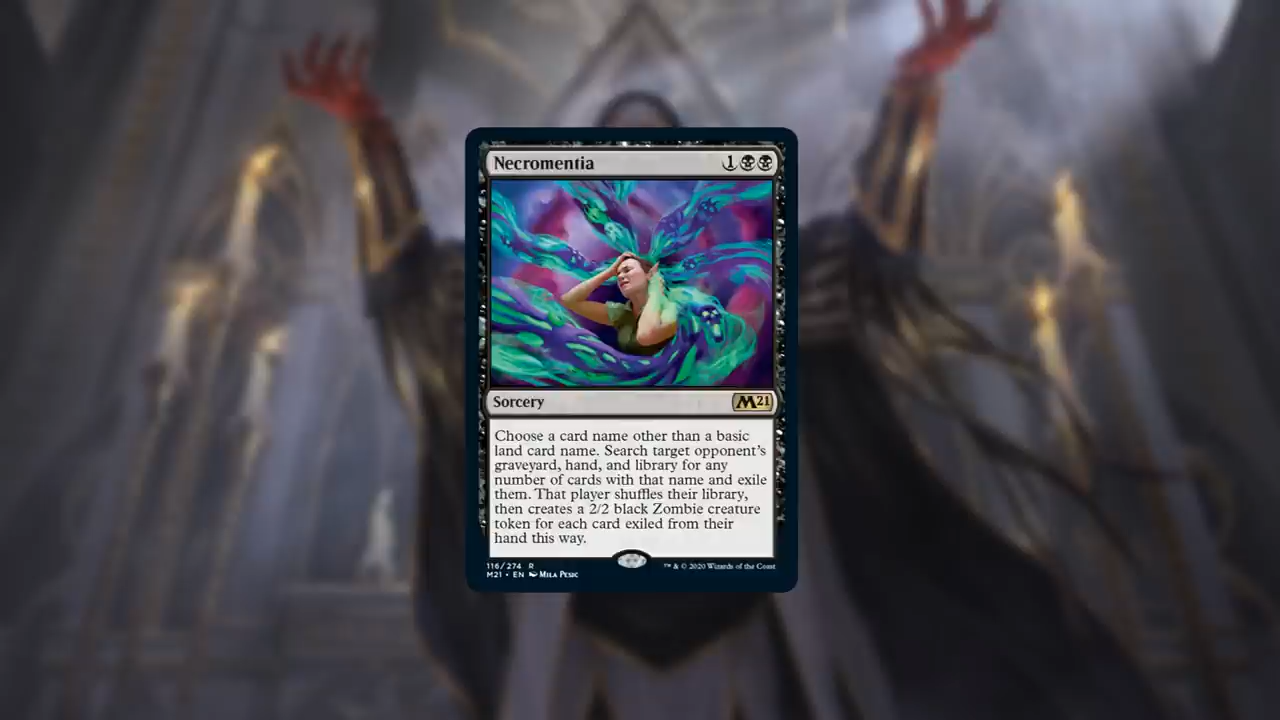 Necromentia 1
Sorcery M21
Choose a card name other than a basic
land card name. Search target opponent's
graveyard, hand, and library for any
number of cards with that name and exile
them. That player shuffles their library,
then creates a 2/2 black Zombie creature
token for each card exiled from their
hand this way.
116/274 R
M21 • EN Mila Pesic
™ & © 2020 Wizards of the Coast